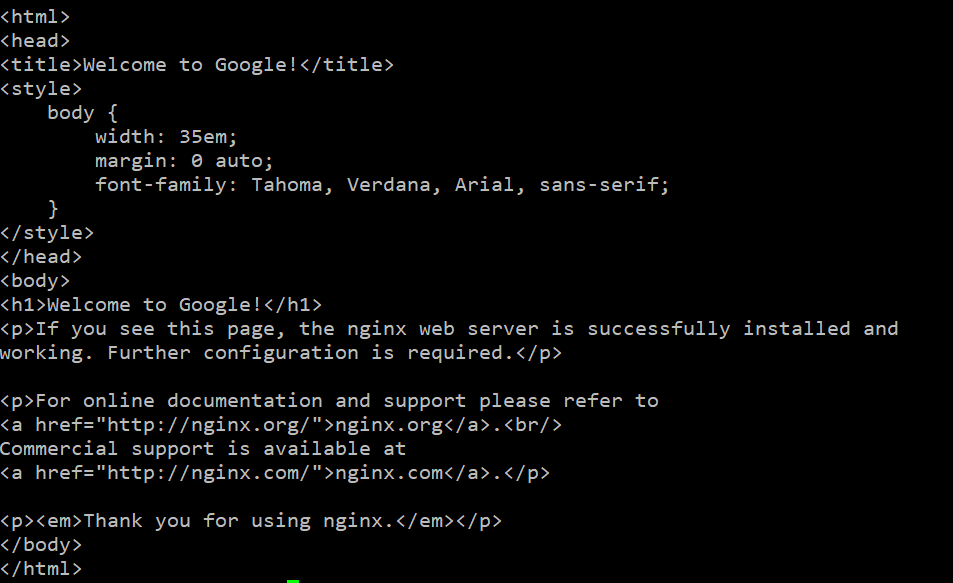 <html>
<head>
<title>Welcome to Google!</title>
<style>
    body {
        width: 35em;
        margin: 0 auto;
        font-family: Tahoma, Verdana, Arial, sans-serif;
    }
</style>
</head>
<body>
<h1>Welcome to Google!</h1>
<p>If you see this page, the nginx web server is successfully installed and
working. Further configuration is required.</p>

<p>For online documentation and support please refer to
<a href="http://nginx.org/">nginx.org</a>.<br/>
Commercial support is available at
<a href="http://nginx.com/">nginx.com</a>.</p>

<p><em>Thank you for using nginx.</em></p>
</body>
</html>